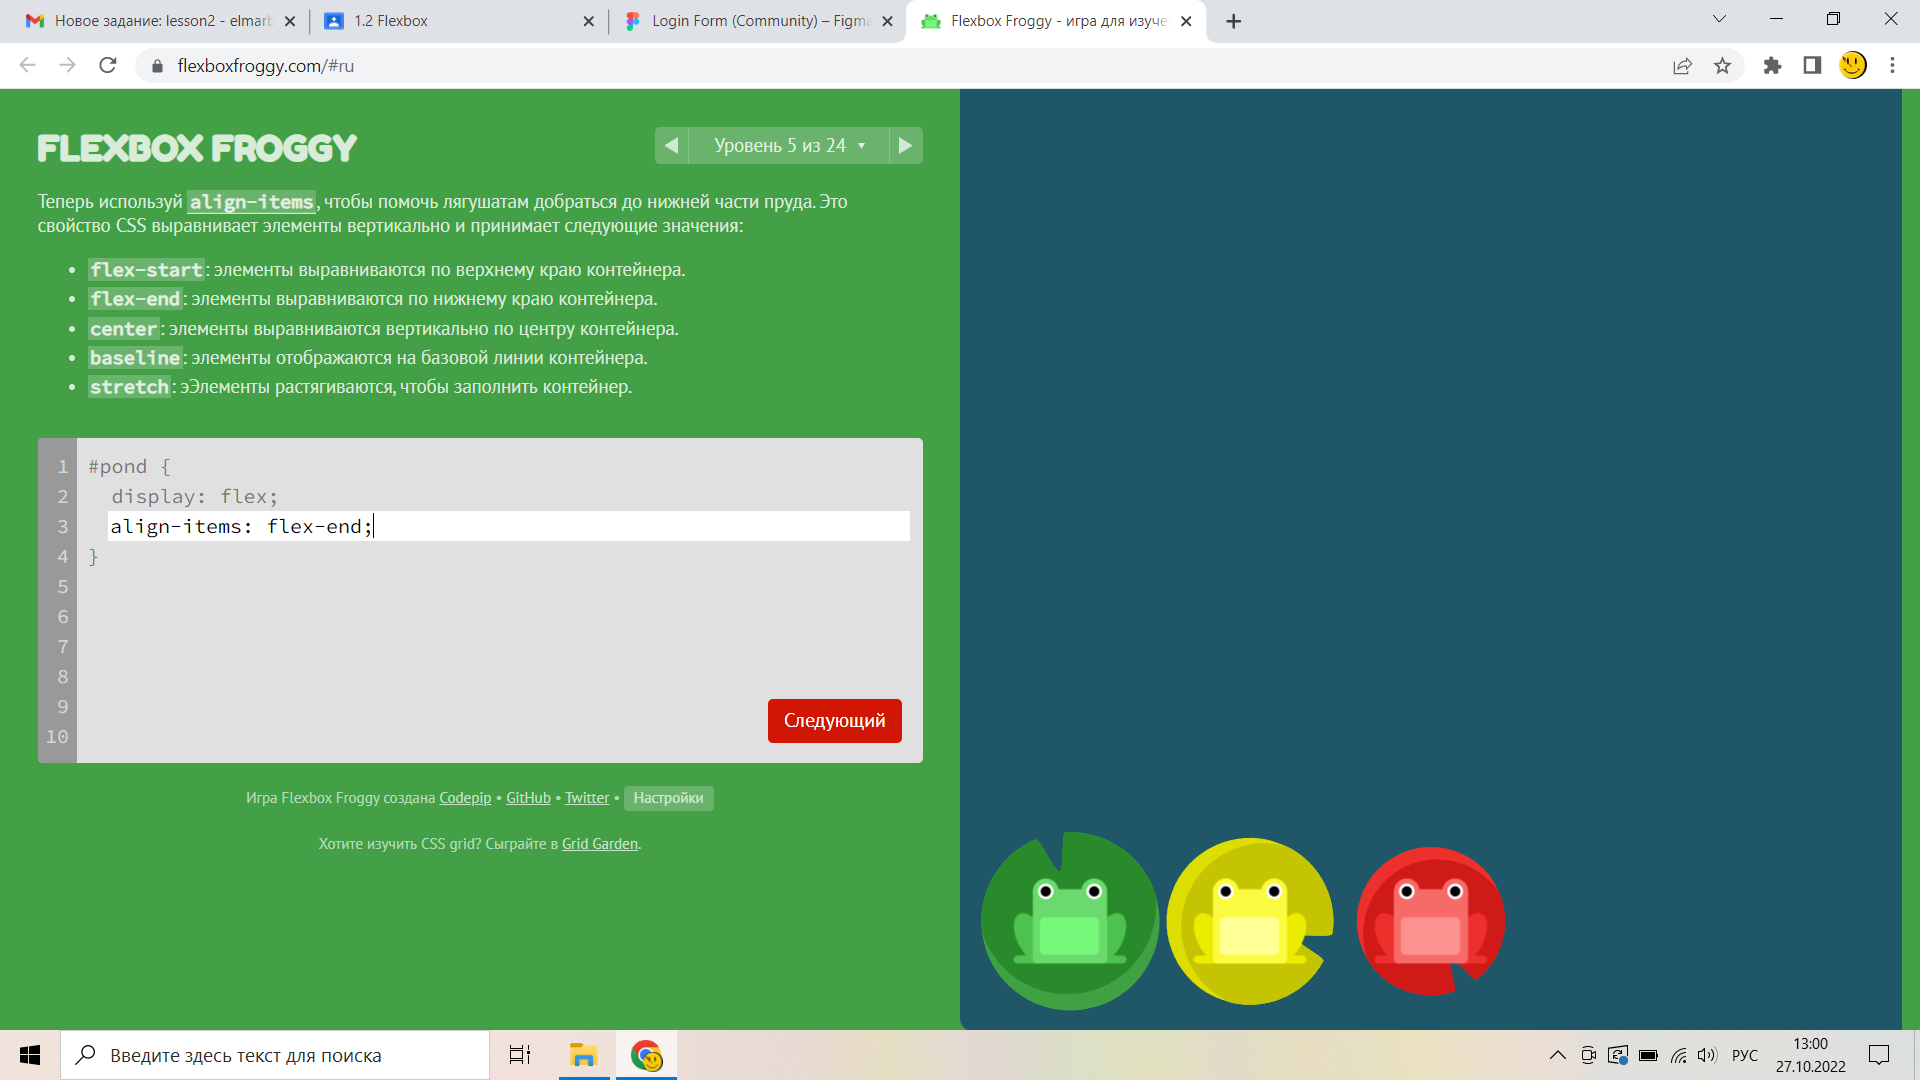 Новое задание: lesson2 - elmarb
1.2 Flexbox
Login Form (Community) – Figma
Flexbox Froggy - игра для изуче
flexboxfroggy.com/#ru
FLEXBOX FROGGY
Уровень 5 из 24
Теперь используй align-items, чтобы помочь лягушатам добраться до нижней части пруда. Это
свойство CSS выравнивает элементы вертикально и принимает следующие значения:
• flex-start: элементы выравниваются по верхнему краю контейнера.
• flex-end: элементы выравниваются по нижнему краю контейнера.
• center: элементы выравниваются вертикально по центру контейнера.
• baseline: элементы отображаются на базовой линии контейнера.
• stretch: эЭлементы растягиваются, чтобы заполнить контейнер.
1 #pond {
2 display: flex;
3 align-items: flex-end;
4 }
5
6
7
8
9
10
Следующий
Игра Flexbox Froggy создана Codepip • GitHub • Twitter • Настройки
Хотите изучить CSS grid? Сыграйте в Grid Garden.
Введите здесь текст для поиска
РУС
13:00
27.10.2022